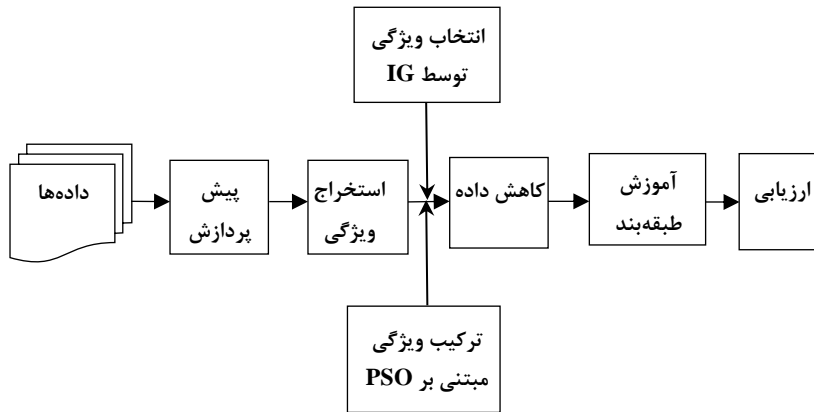 انتخاب ویژگی
توسط IG
داده‌ها
پیش
پردازش
استخراج
ویژگی
کاهش داده
آموزش
طبقه‌بند
ارزیابی
ترکیب ویژگی
مبتنی بر PSO